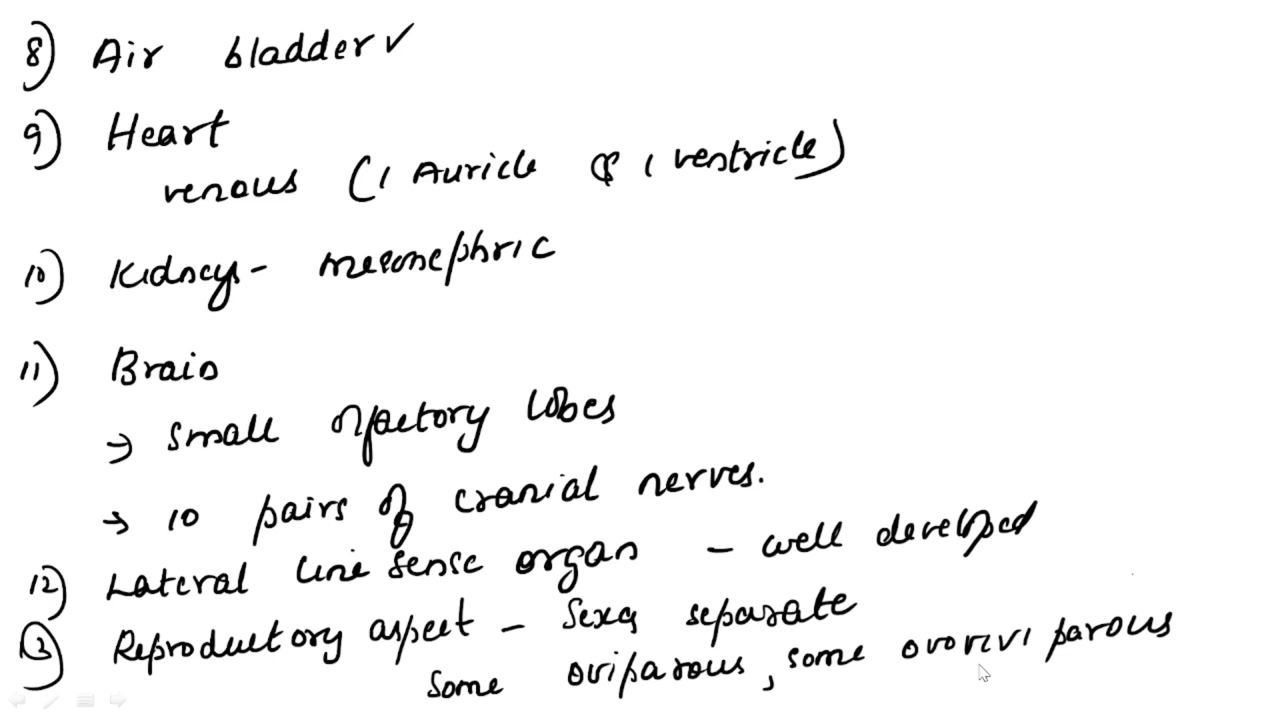 8) Air bladder ✓
9) Heart
venous (1 Auricle & 1 ventricle)
10) Kidneys - mesonephric
11) Brain
→ small olfactory lobes
→ 10 pairs of cranial nerves.
12) Lateral line sense organ - well developed
13) Reproductory aspect - Sexes separate
Some oviparous, some ovoviviparous